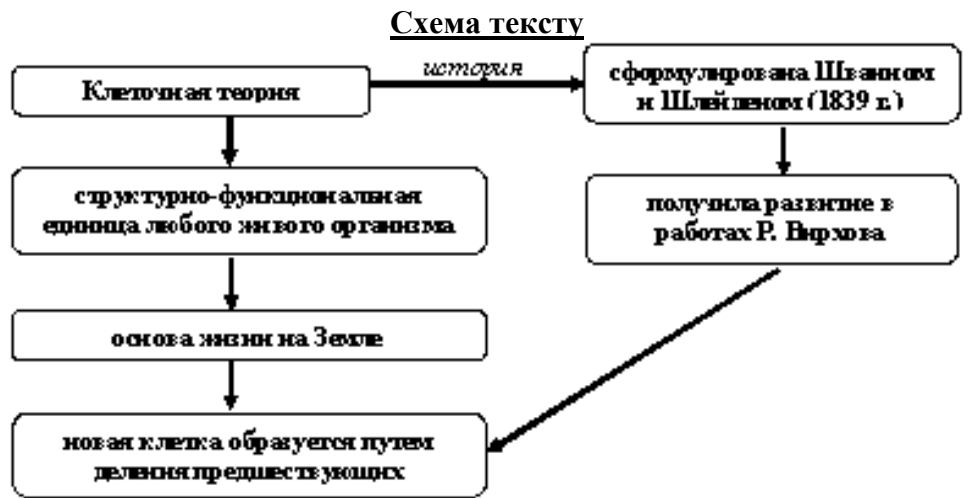 Схема тексту
Клеточная теория
история
сформулирована Шванном
и Шлейденом (1839 г.)
структурно-функциональная
единица любого живого организма
получила развитие в
работах Р. Вирхова
основа жизни на Земле
новая клетка образуется путем
деления предшествующих